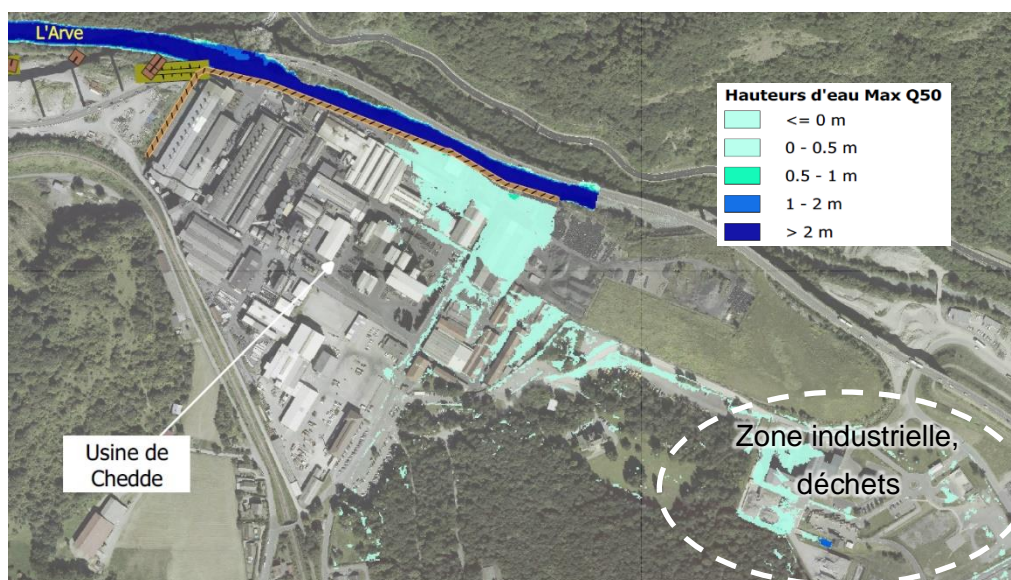 L'Arve
Hauteurs d'eau Max Q50
<= 0 m
0 - 0.5 m
0.5 - 1 m
1 - 2 m
> 2 m
Usine de
Chedde
Zone industrielle,
déchets